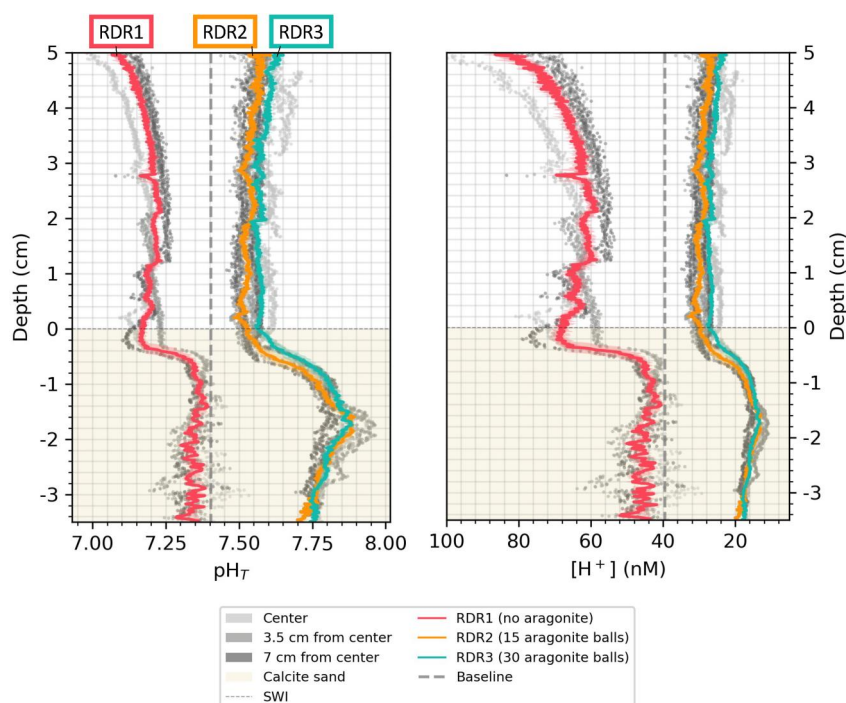 RDR1 RDR2 RDR3
5 5
4 4
3 3
2 2
1 1
0 0
-1 -1
-2 -2
-3 -3
Depth (cm)
Depth (cm)
Depth (cm)
7.00 7.25 7.50 7.75 8.00
pH_T
100 80 60 40 20
[H⁺] (nM)
Center
3.5 cm from center
7 cm from center
Calcite sand
SWI
RDR1 (no aragonite)
RDR2 (15 aragonite balls)
RDR3 (30 aragonite balls)
Baseline